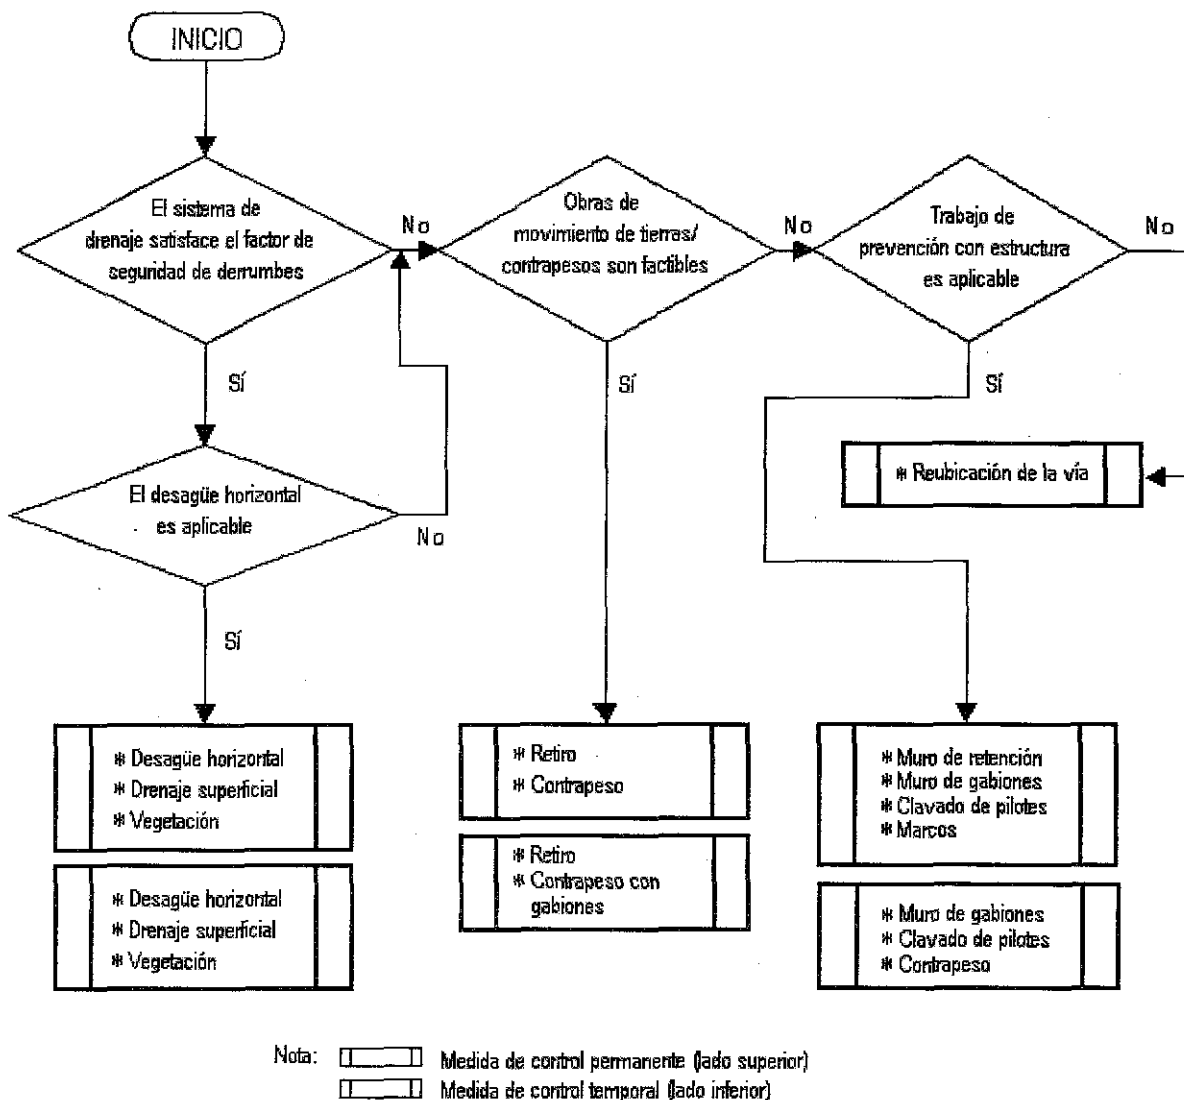 INICIO
El sistema de
drenaje satisface el factor de
seguridad de derrumbes
No
Obras de
movimiento de tierras/
contrapesos son factibles
No
Trabajo de
prevención con estructura
es aplicable
No
Sí
Sí
Sí
* Reubicación de la vía
El desagüe horizontal
es aplicable
No
Sí
* Desagüe horizontal
* Drenaje superficial
* Vegetación
* Desagüe horizontal
* Drenaje superficial
* Vegetación
* Retiro
* Contrapeso
* Retiro
* Contrapeso con
gabiones
* Muro de retención
* Muro de gabiones
* Clavado de pilotes
* Marcos
* Muro de gabiones
* Clavado de pilotes
* Contrapeso
Nota:
Medida de control permanente (lado superior)
Medida de control temporal (lado inferior)